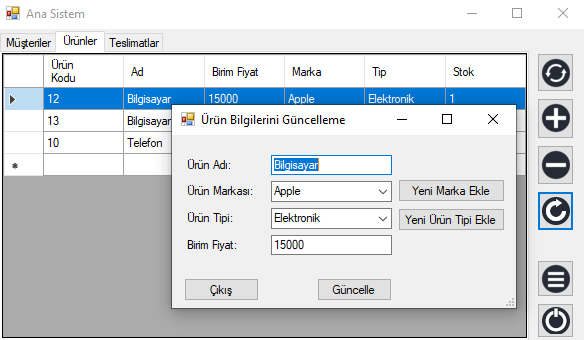 Ana Sistem
Müşteriler Ürünler Teslimatlar
Ürün Kodu Ad Birim Fiyat Marka Tip Stok
12 Bilgisayar 15000 Apple Elektronik 1
13 Bilgisayar
10 Telefon
Ürün Bilgilerini Güncelleme
Ürün Adı: Bilgisayar
Ürün Markası: Apple Yeni Marka Ekle
Ürün Tipi: Elektronik Yeni Ürün Tipi Ekle
Birim Fiyat: 15000
Çıkış Güncelle